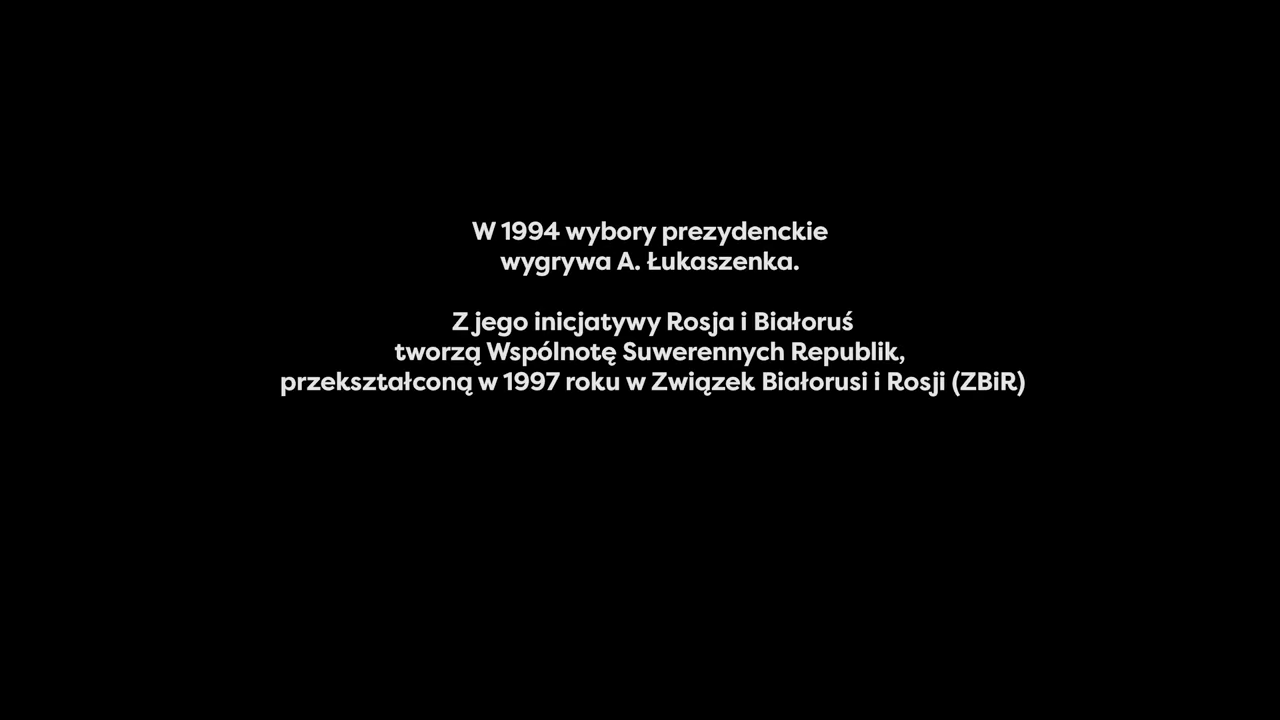 W 1994 wybory prezydenckie
wygrywa A. Łukaszenka.
Z jego inicjatywy Rosja i Białoruś
tworzą Wspólnotę Suwerennych Republik,
przekształconą w 1997 roku w Związek Białorusi i Rosji (ZBiR)